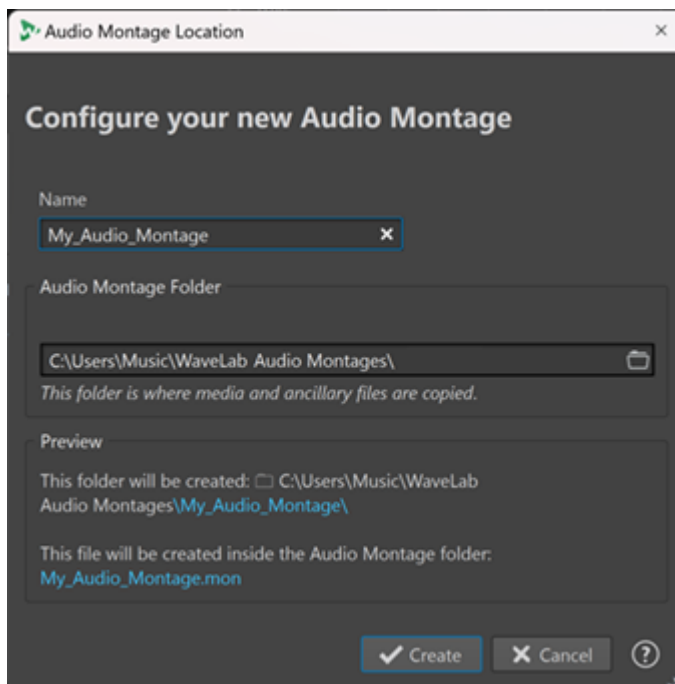 Audio Montage Location
Configure your new Audio Montage
Name
My_Audio_Montage
Audio Montage Folder
C:\Users\Music\WaveLab Audio Montages\
This folder is where media and ancillary files are copied.
Preview
This folder will be created: C:\Users\Music\WaveLab
Audio Montages\My_Audio_Montage\
This file will be created inside the Audio Montage folder:
My_Audio_Montage.mon
Create Cancel ?